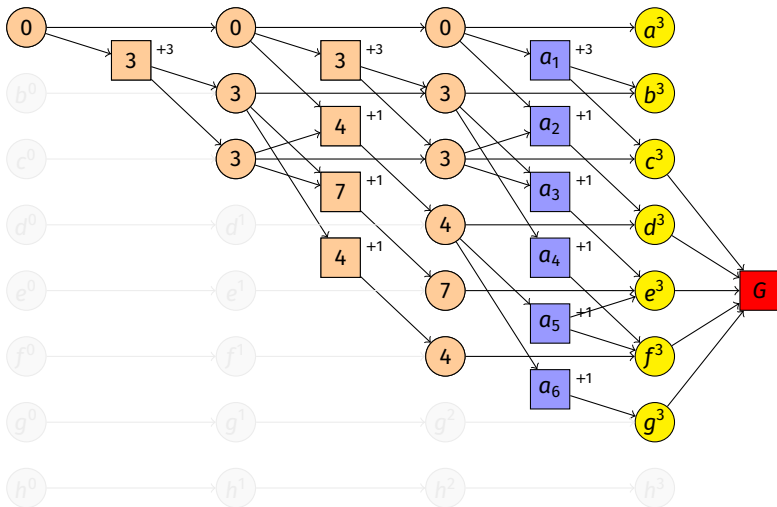 0 0 0 a³
3 +3 3 +3 a₁ +3
b⁰ 3 3 b³
4 +1 a₂ +1
c⁰ 3 3 c³
7 +1 a₃ +1
d⁰ d¹ 4 d³
4 +1 a₄ +1
e⁰ e¹ 7 e³ G
a₅ +1
f⁰ f¹ 4 f³
a₆ +1
g⁰ g¹ g² g³
h⁰ h¹ h² h³